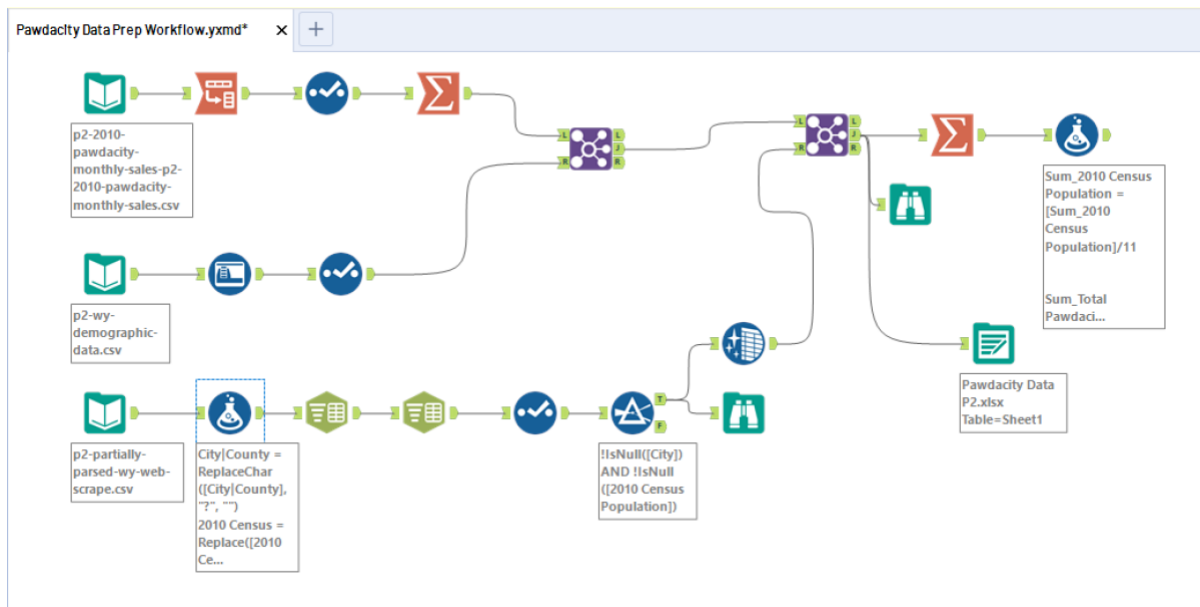 Pawdacity Data Prep Workflow.yxmd*
p2-2010-
pawdacity-
monthly-sales-p2-
2010-pawdacity-
monthly-sales.csv
L
R
L
J
R
L
R
L
J
R
Sum_2010 Census
Population =
[Sum_2010
Census
Population]/11
Sum_Total
Pawdaci...
p2-wy-
demographic-
data.csv
Pawdacity Data
P2.xlsx
Table=Sheet1
p2-partially-
parsed-wy-web-
scrape.csv
City|County =
ReplaceChar
([City|County],
"?", "")
2010 Census =
Replace([2010
Ce...
T
F
!IsNull([City])
AND !IsNull
([2010 Census
Population])